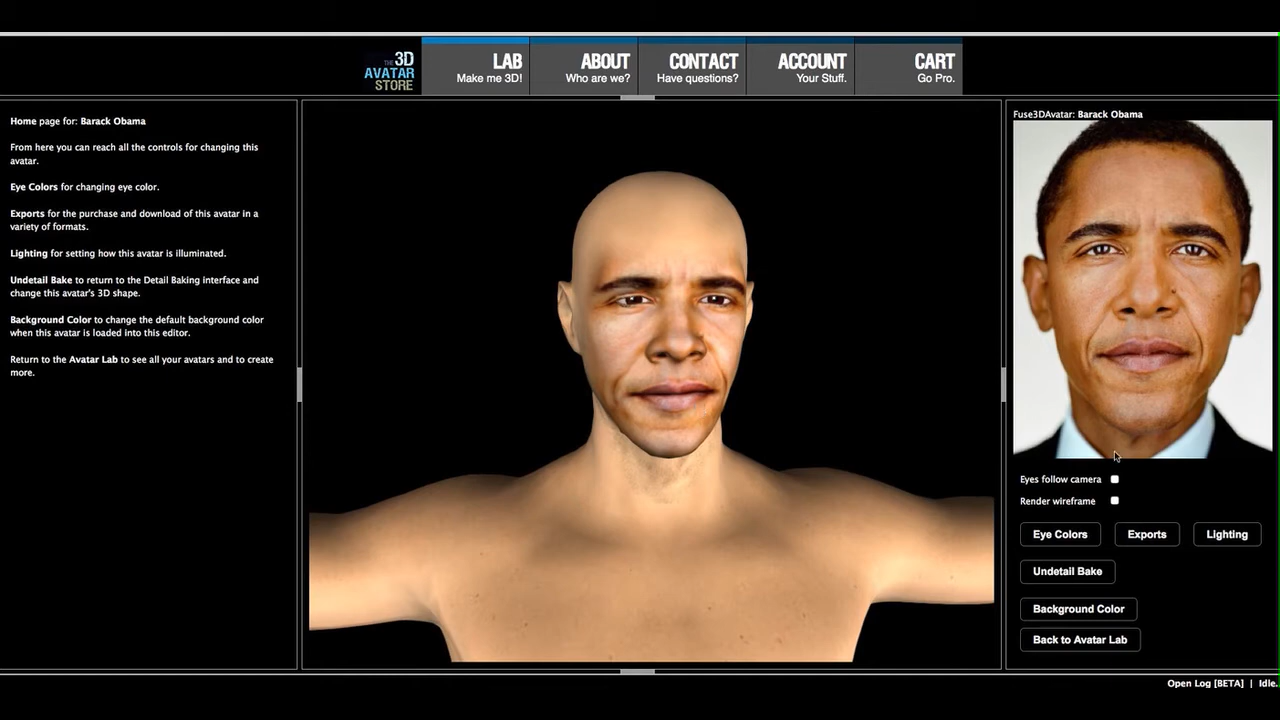 THE 3D
AVATAR
STORE
LAB
Make me 3D!
ABOUT
Who are we?
CONTACT
Have questions?
ACCOUNT
Your Stuff.
CART
Go Pro.
Home page for: Barack Obama
From here you can reach all the controls for changing this
avatar.
Eye Colors for changing eye color.
Exports for the purchase and download of this avatar in a
variety of formats.
Lighting for setting how this avatar is illuminated.
Undetail Bake to return to the Detail Baking interface and
change this avatar's 3D shape.
Background Color to change the default background color
when this avatar is loaded into this editor.
Return to the Avatar Lab to see all your avatars and to create
more.
Fuse3DAvatar: Barack Obama
Eyes follow camera
Render wireframe
Eye Colors
Exports
Lighting
Undetail Bake
Background Color
Back to Avatar Lab
Open Log [BETA] | Idle.